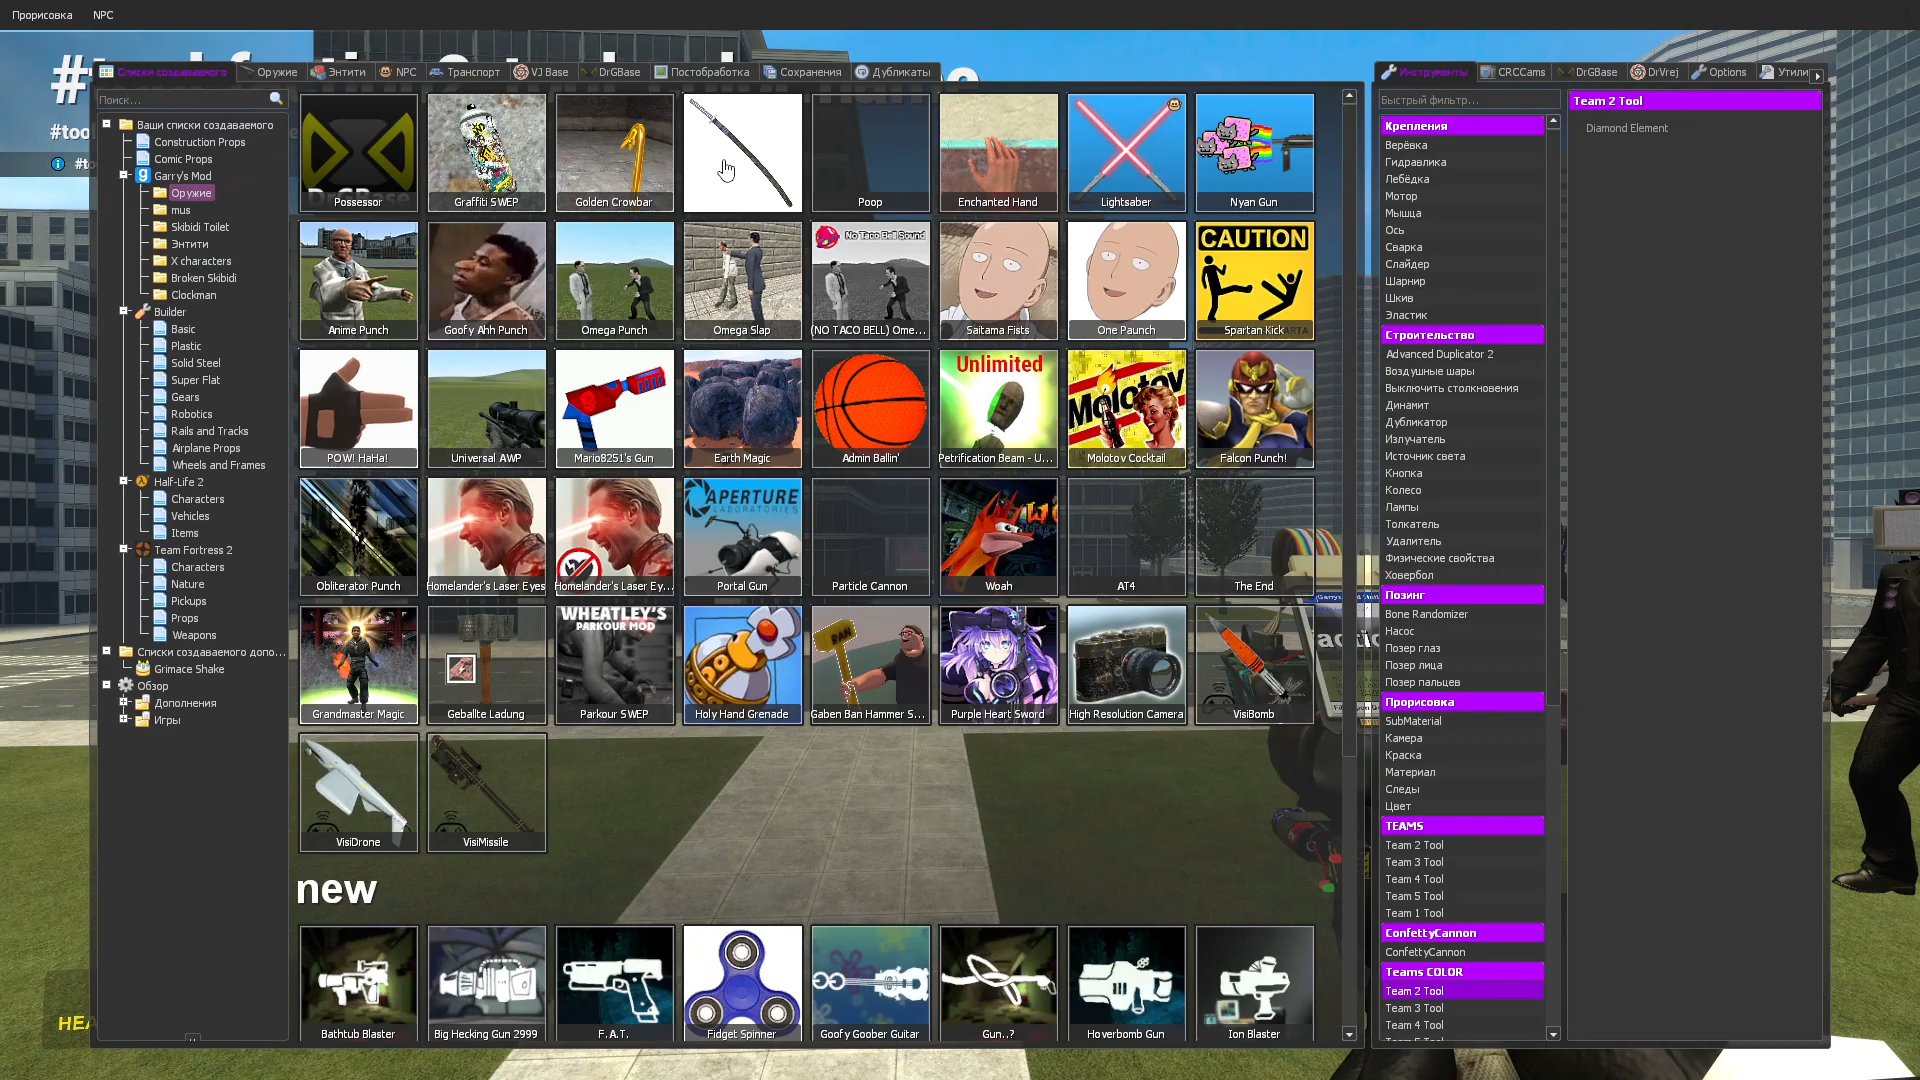 Прорисовка NPC
Списки создаваемого Оружие Энтити NPC Транспорт VJ Base DrGBase Постобработка Сохранения Дубликаты
Поиск...
Ваши списки создаваемого
Construction Props
Comic Props
Garry's Mod
Оружие
mus
Skibidi Toilet
Энтити
X characters
Broken Skibidi
Clockman
Builder
Basic
Plastic
Solid Steel
Super Flat
Gears
Robotics
Rails and Tracks
Airplane Props
Wheels and Frames
Half-Life 2
Characters
Vehicles
Items
Team Fortress 2
Characters
Nature
Pickups
Props
Weapons
Списки создаваемого допо...
Grimace Shake
Обзор
Дополнения
Игры
#too
#to
HEA
Possessor
Graffiti SWEP
Golden Crowbar
Poop
Enchanted Hand
Lightsaber
Nyan Gun
No Taco Bell Sound
CAUTION
Anime Punch
Goofy Ahh Punch
Omega Punch
Omega Slap
(NO TACO BELL) Ome...
Saitama Fists
One Paunch
Spartan Kick
Unlimited
Molotov
POW! HaHa!
Universal AWP
Mario8251's Gun
Earth Magic
Admin Ballin'
Petrification Beam - U...
Molotov Cocktail
Falcon Punch!
APERTURE
LABORATORIES
Obliterator Punch
Homelander's Laser Eyes
Homelander's Laser Ey...
Portal Gun
Particle Cannon
Woah
AT4
The End
WHEATLEY'S
PARKOUR MOD
BAN
Grandmaster Magic
Geballte Ladung
Parkour SWEP
Holy Hand Grenade
Gaben Ban Hammer S...
Purple Heart Sword
High Resolution Camera
VisiBomb
VisiDrone
VisiMissile
new
Bathtub Blaster
Big Hecking Gun 2999
F.A.T.
Fidget Spinner
Goofy Goober Guitar
Gun..?
Hoverbomb Gun
Ion Blaster
Инструменты CRCCams DrGBase DrVrej Options Утили
Быстрый фильтр...
Крепления
Верёвка
Гидравлика
Лебёдка
Мотор
Мышца
Ось
Сварка
Слайдер
Шарнир
Шкив
Эластик
Строительство
Advanced Duplicator 2
Воздушные шары
Выключить столкновения
Динамит
Дубликатор
Излучатель
Источник света
Кнопка
Колесо
Лампы
Толкатель
Удалитель
Физические свойства
Ховербол
Позинг
Bone Randomizer
Насос
Позер глаз
Позер лица
Позер пальцев
Прорисовка
SubMaterial
Камера
Краска
Материал
Следы
Цвет
TEAMS
Team 2 Tool
Team 3 Tool
Team 4 Tool
Team 5 Tool
Team 1 Tool
ConfettyCannon
ConfettyCannon
Teams COLOR
Team 2 Tool
Team 3 Tool
Team 4 Tool
Team 2 Tool
Diamond Element